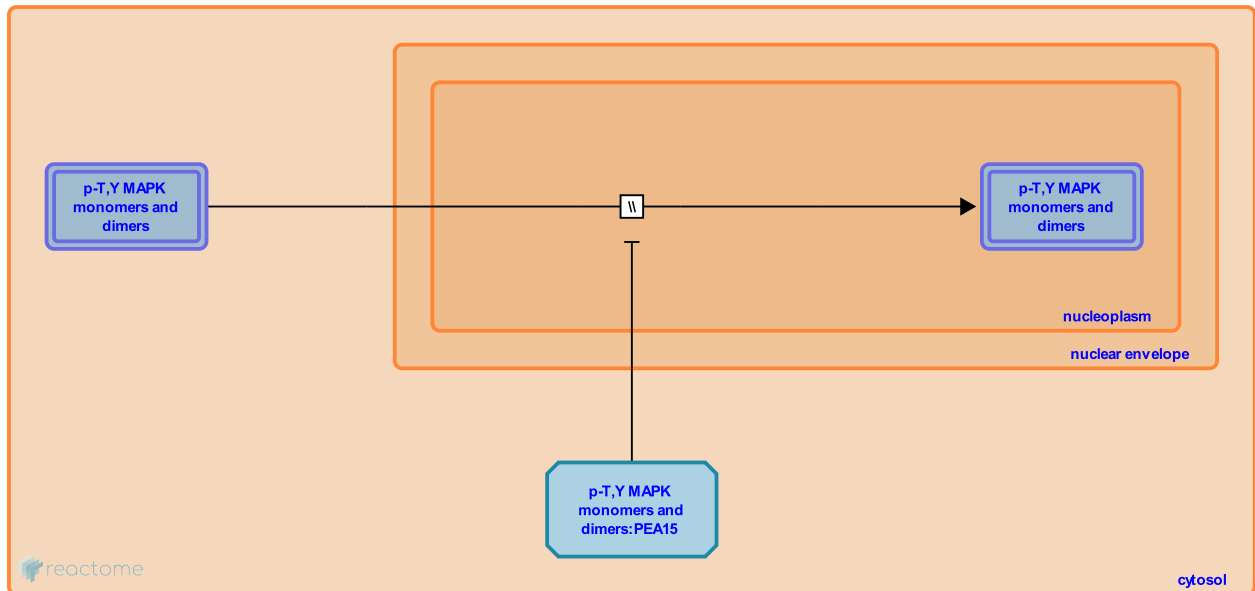 p-T,Y MAPK
monomers and
dimers
\\
p-T,Y MAPK
monomers and
dimers
nucleoplasm
nuclear envelope
p-T,Y MAPK
monomers and
dimers:PEA15
reactome
cytosol